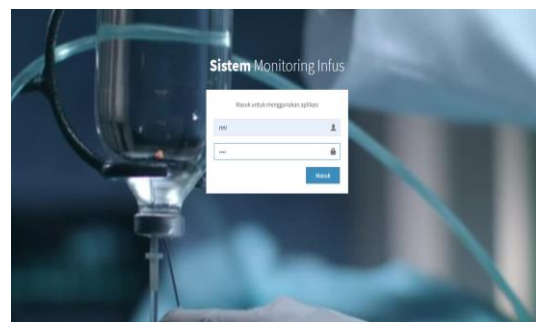 Sistem Monitoring Infus
Masuk untuk menggunakan aplikasi
....
Masuk